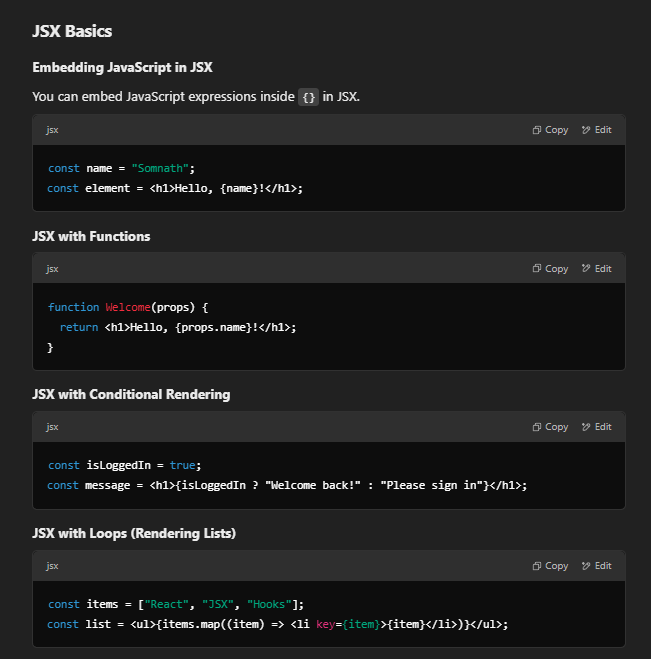 JSX Basics
Embedding JavaScript in JSX
You can embed JavaScript expressions inside {} in JSX.
jsx Copy Edit
const name = "Somnath";
const element = <h1>Hello, {name}!</h1>;
JSX with Functions
jsx Copy Edit
function Welcome(props) {
  return <h1>Hello, {props.name}!</h1>;
}
JSX with Conditional Rendering
jsx Copy Edit
const isLoggedIn = true;
const message = <h1>{isLoggedIn ? "Welcome back!" : "Please sign in"}</h1>;
JSX with Loops (Rendering Lists)
jsx Copy Edit
const items = ["React", "JSX", "Hooks"];
const list = <ul>{items.map((item) => <li key={item}>{item}</li>)}</ul>;